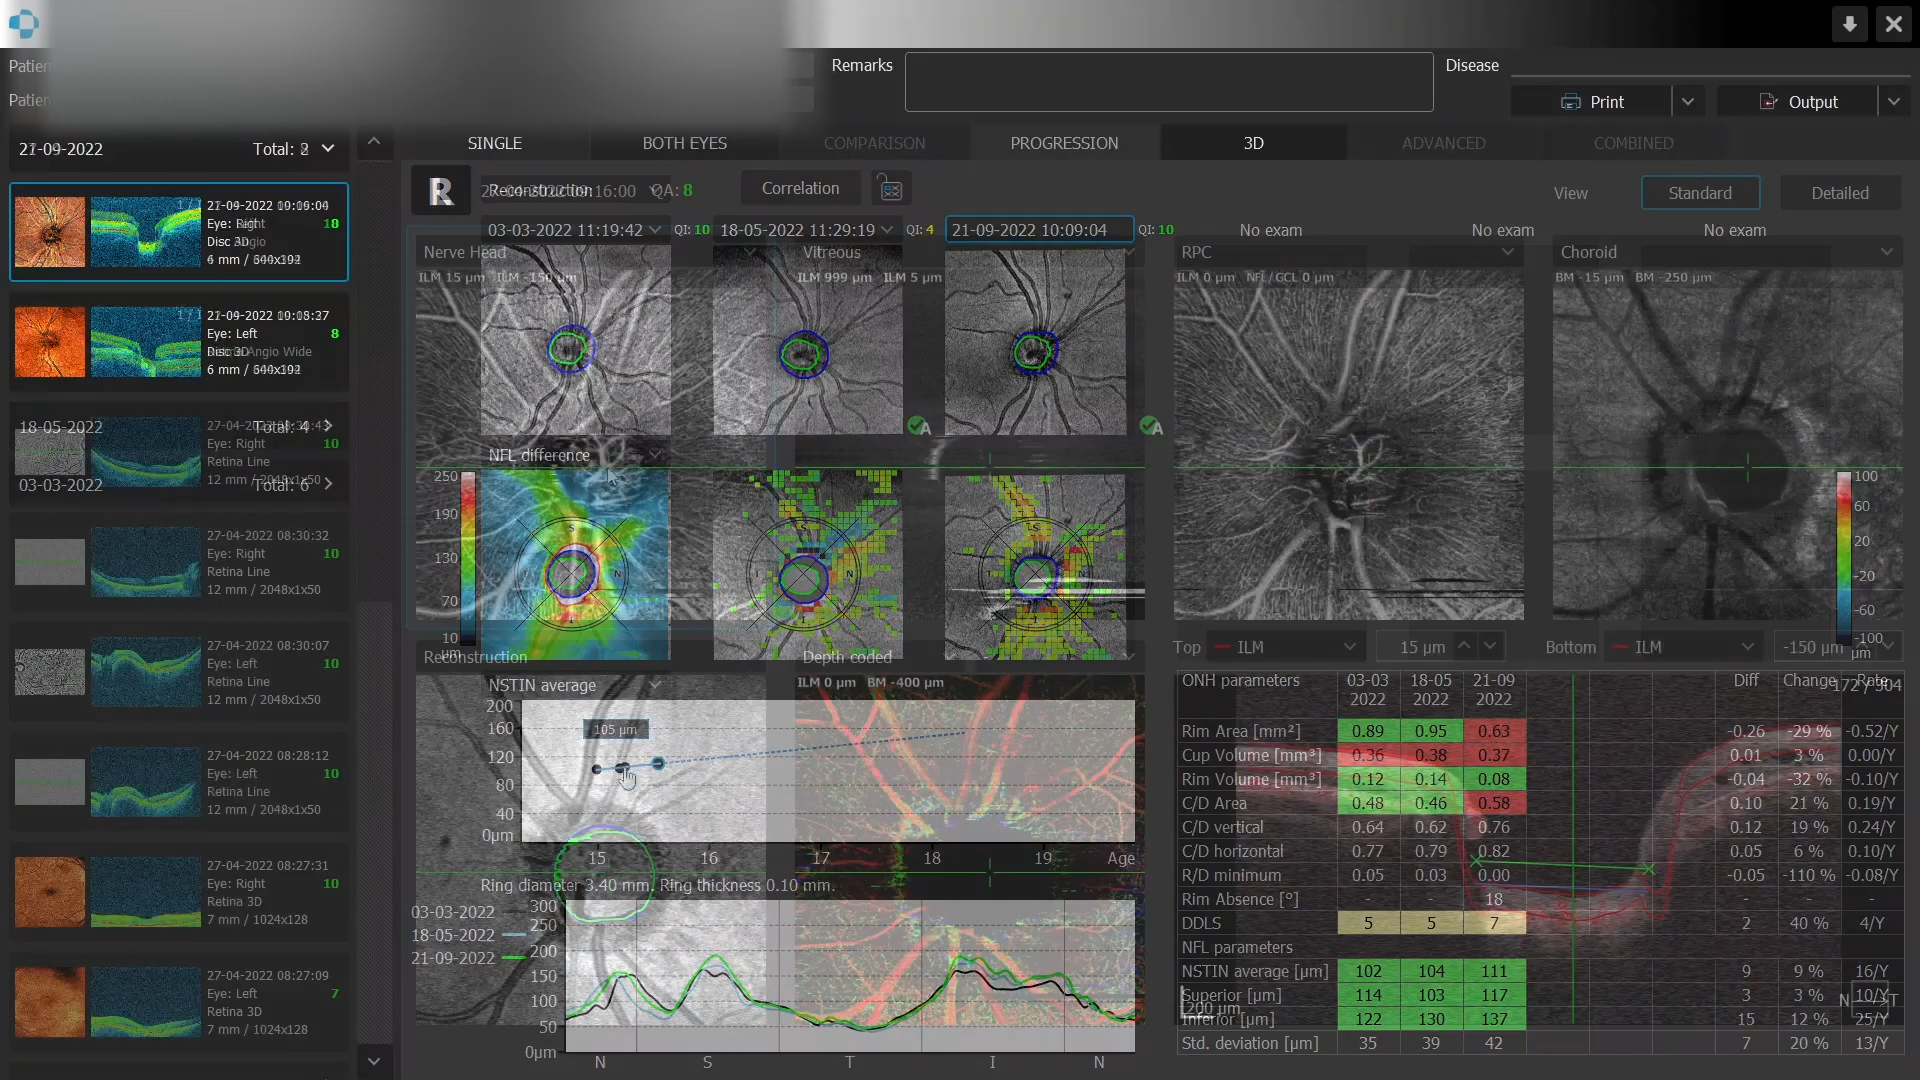 Patien
Patien
Remarks
Disease
Print
Output
SINGLE
BOTH EYES
COMPARISON
PROGRESSION
3D
ADVANCED
COMBINED
Total:
R
Reconstruction:
QA: 8
Correlation
View
Standard
Detailed
03-03-2022 11:19:42
QI: 10
18-05-2022 11:29:19
QI: 4
21-09-2022 10:09:04
QI: 10
No exam
No exam
No exam
Nerve Head
Vitreous
RPC
Choroid
ILM 15 µm
ILM -150 µm
ILM 999 µm
ILM 5 µm
ILM 0 µm
NFL/GCL 0 µm
BM -15 µm
BM -250 µm
Eye: Left
8
6 mm /
18-05-2022
Total: 4
Eye: Right
10
Retina Line
12 mm / 2048x1x50
03-03-2022
Total: 6
27-04-2022 08:30:32
Eye: Right
10
Retina Line
12 mm / 2048x1x50
27-04-2022 08:30:07
Eye: Left
10
Retina Line
12 mm / 2048x1x50
27-04-2022 08:28:12
Eye: Left
10
Retina Line
12 mm / 2048x1x50
27-04-2022 08:27:31
Eye: Right
10
Retina 3D
7 mm / 1024x128
27-04-2022 08:27:09
Eye: Left
7
Retina 3D
7 mm / 1024x128
A
A
NFL difference
250
190
130
70
10
µm
S
N
I
100
60
20
-20
-60
-100
µm
Reconstruction
Depth coded
ILM 0 µm
BM -400 µm
Top
ILM
15 µm
Bottom
ILM
-150 µm
NSTIN average
200
160
120
80
40
0µm
105 µm
15
16
17
18
19
Age
Ring diameter 3.40 mm. Ring thickness 0.10 mm.
03-03-2022
18-05-2022
21-09-2022
300
250
200
150
100
50
0µm
N
S
T
I
N
172 / 304
ONH parameters 03-03 2022 18-05 2022 21-09 2022 Diff Change Rate
Rim Area [mm²] 0.89 0.95 0.63 -0.26 -29 % -0.52/Y
Cup Volume [mm³] 0.36 0.38 0.37 0.01 3 % 0.00/Y
Rim Volume [mm³] 0.12 0.14 0.08 -0.04 -32 % -0.10/Y
C/D Area 0.48 0.46 0.58 0.10 21 % 0.19/Y
C/D vertical 0.64 0.62 0.76 0.12 19 % 0.24/Y
C/D horizontal 0.77 0.79 0.82 0.05 6 % 0.10/Y
R/D minimum 0.05 0.03 0.00 -0.05 -110 % -0.08/Y
Rim Absence [°] - - 18 - - -
DDLS 5 5 7 2 40 % 4/Y
NFL parameters
NSTIN average [µm] 102 104 111 9 9 % 16/Y
Superior [µm] 114 103 117 3 3 % 10/Y
Inferior [µm] 122 130 137 15 12 % 25/Y
Std. deviation [µm] 35 39 42 7 20 % 13/Y
200 µm
N
T